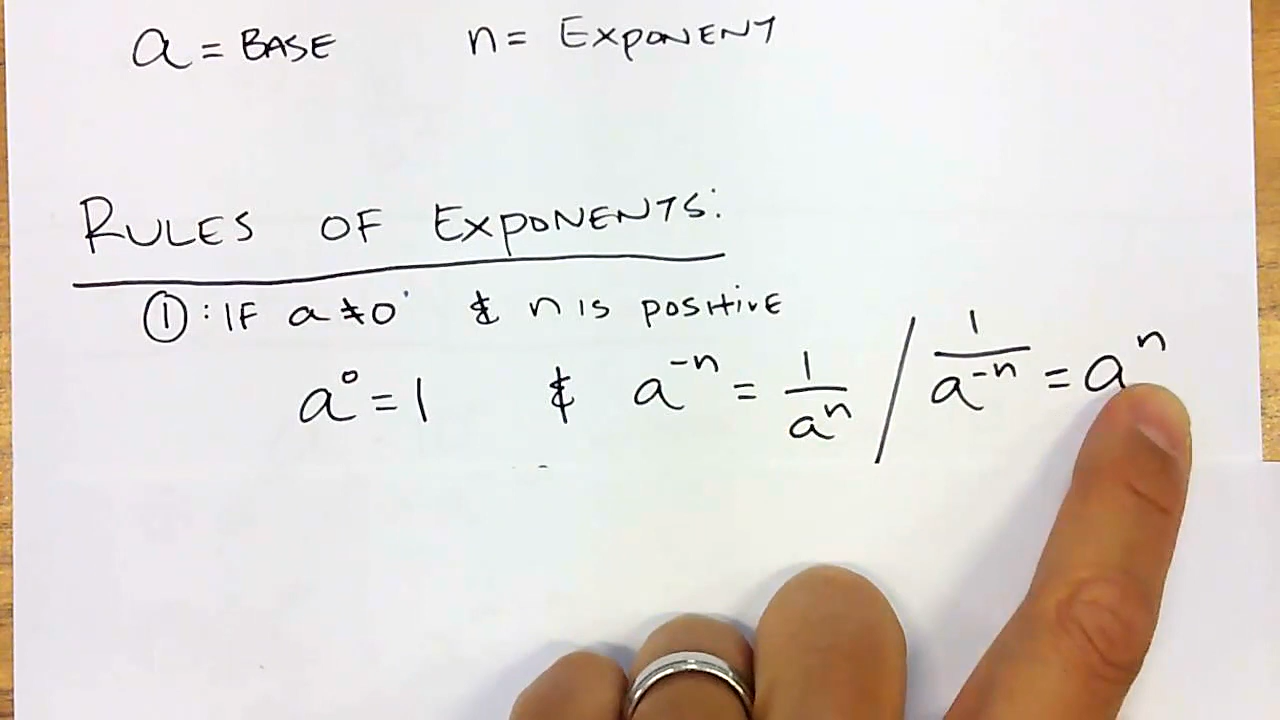 a = BASE n = EXPONENT
RULES OF EXPONENTS:
①: IF a ≠ 0 & n is positive
a⁰ = 1 & a⁻ⁿ = 1/aⁿ / 1/a⁻ⁿ = aⁿ